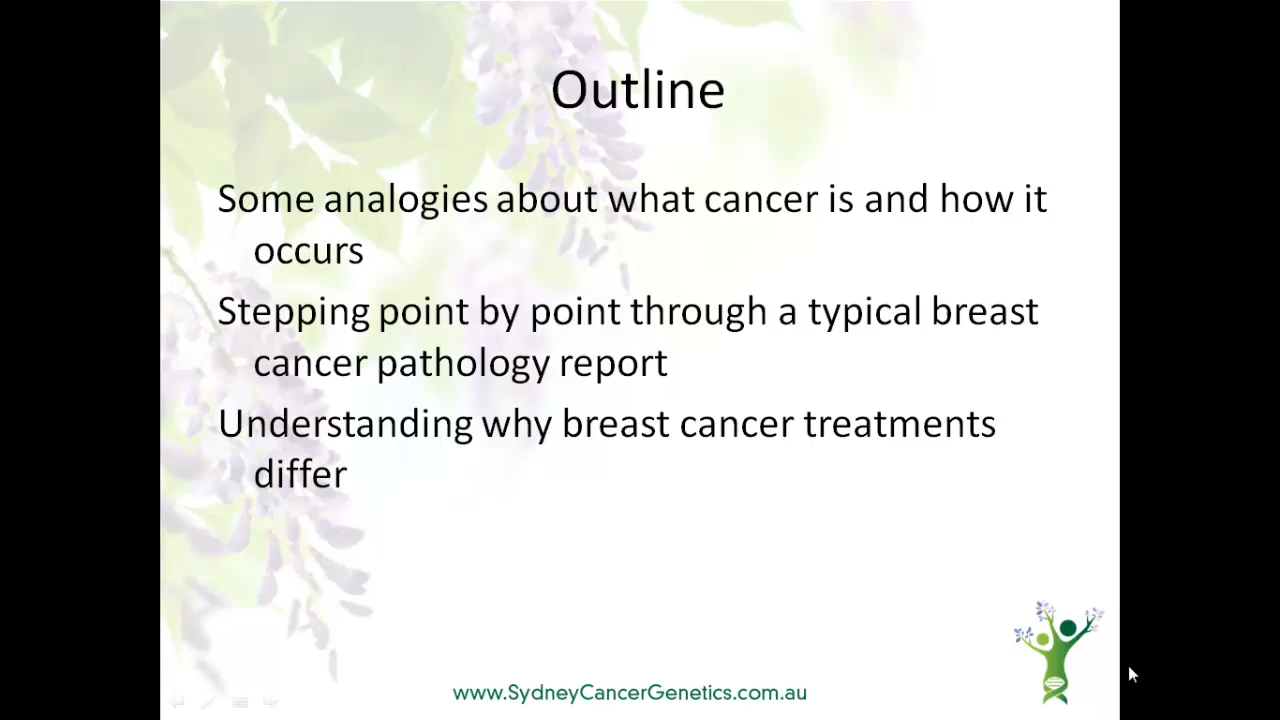 Outline
Some analogies about what cancer is and how it
occurs
Stepping point by point through a typical breast
cancer pathology report
Understanding why breast cancer treatments
differ
www.SydneyCancerGenetics.com.au